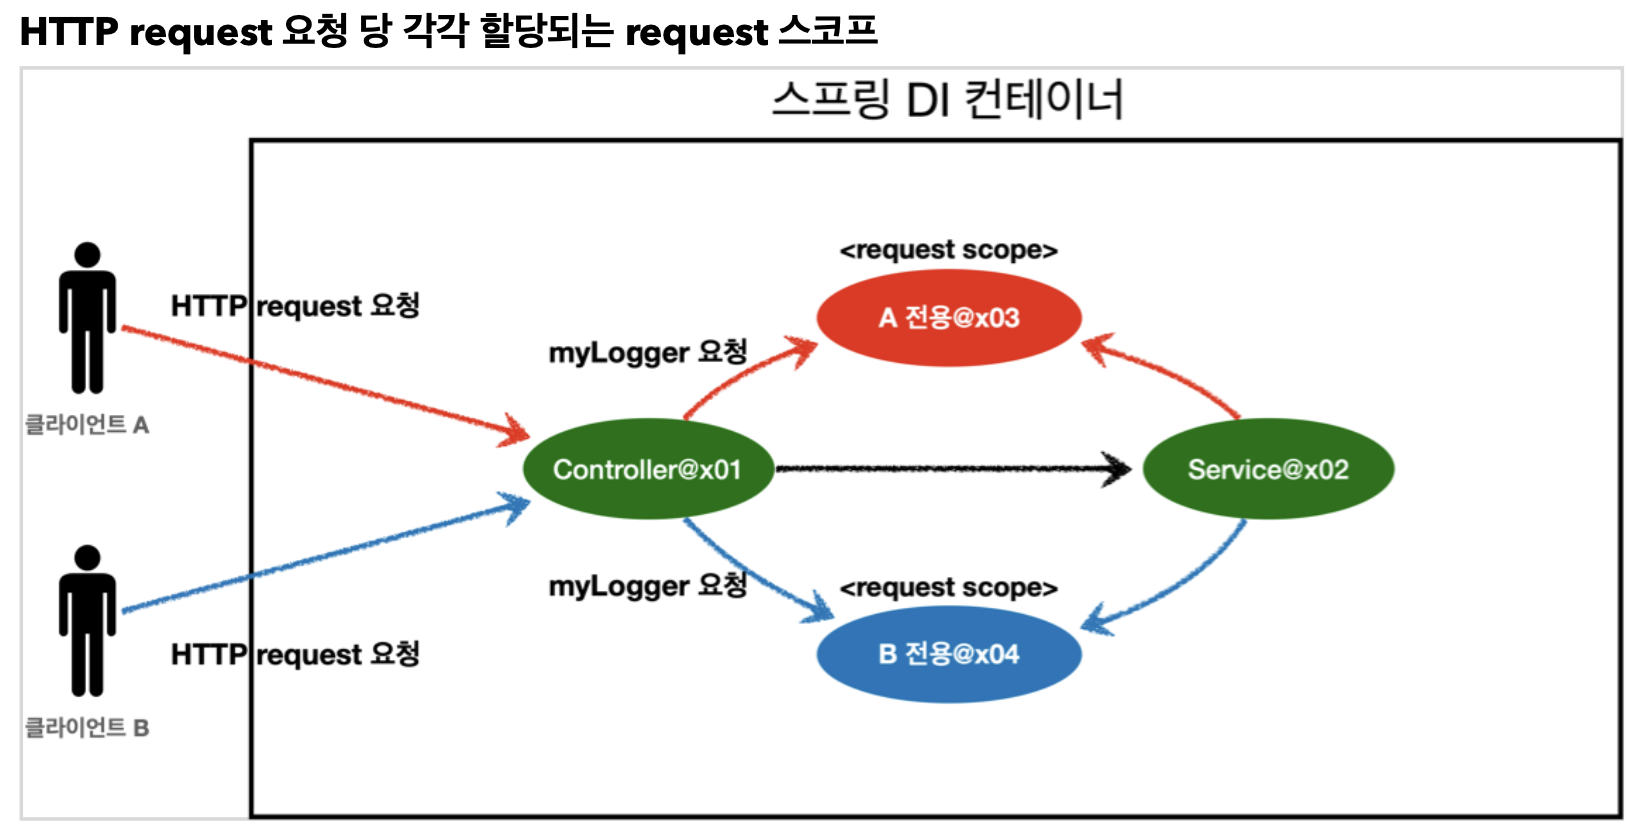 HTTP request 요청 당 각각 할당되는 request 스코프
스프링 DI 컨테이너
<request scope>
HTTP request 요청
A 전용@x03
myLogger 요청
클라이언트 A
Controller@x01
Service@x02
myLogger 요청
<request scope>
HTTP request 요청
B 전용@x04
클라이언트 B